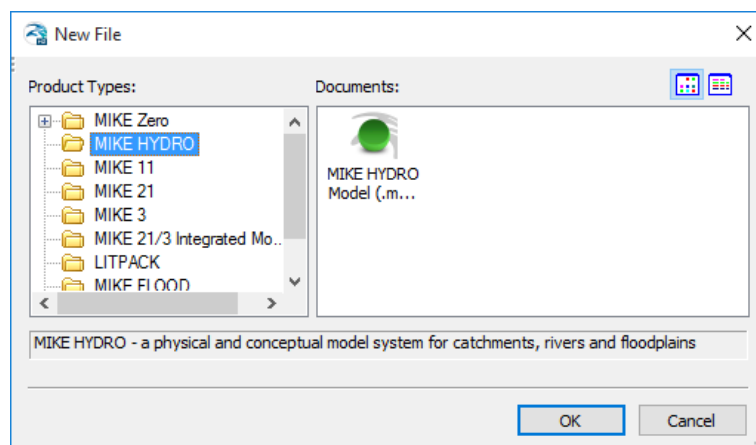 New File
Product Types:
Documents:
MIKE Zero
MIKE HYDRO
MIKE 11
MIKE 21
MIKE 3
MIKE 21/3 Integrated Mo...
LITPACK
MIKE FLOOD
MIKE HYDRO
Model (.m...
MIKE HYDRO - a physical and conceptual model system for catchments, rivers and floodplains
OK
Cancel